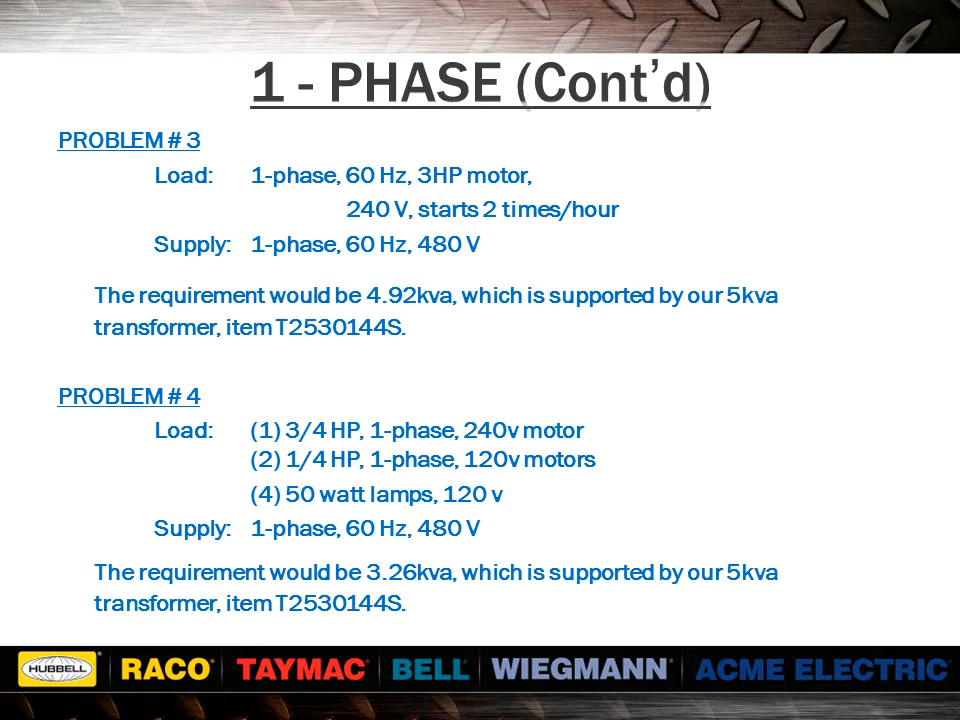 1 - PHASE (Cont’d)
PROBLEM # 3
Load: 1-phase, 60 Hz, 3HP motor,
240 V, starts 2 times/hour
Supply: 1-phase, 60 Hz, 480 V
The requirement would be 4.92kva, which is supported by our 5kva
transformer, item T2530144S.
PROBLEM # 4
Load: (1) 3/4 HP, 1-phase, 240v motor
(2) 1/4 HP, 1-phase, 120v motors
(4) 50 watt lamps, 120 v
Supply: 1-phase, 60 Hz, 480 V
The requirement would be 3.26kva, which is supported by our 5kva
transformer, item T2530144S.
HUBBELL RACO® TAYMAC® BELL® WIEGMANN® ACME ELECTRIC®